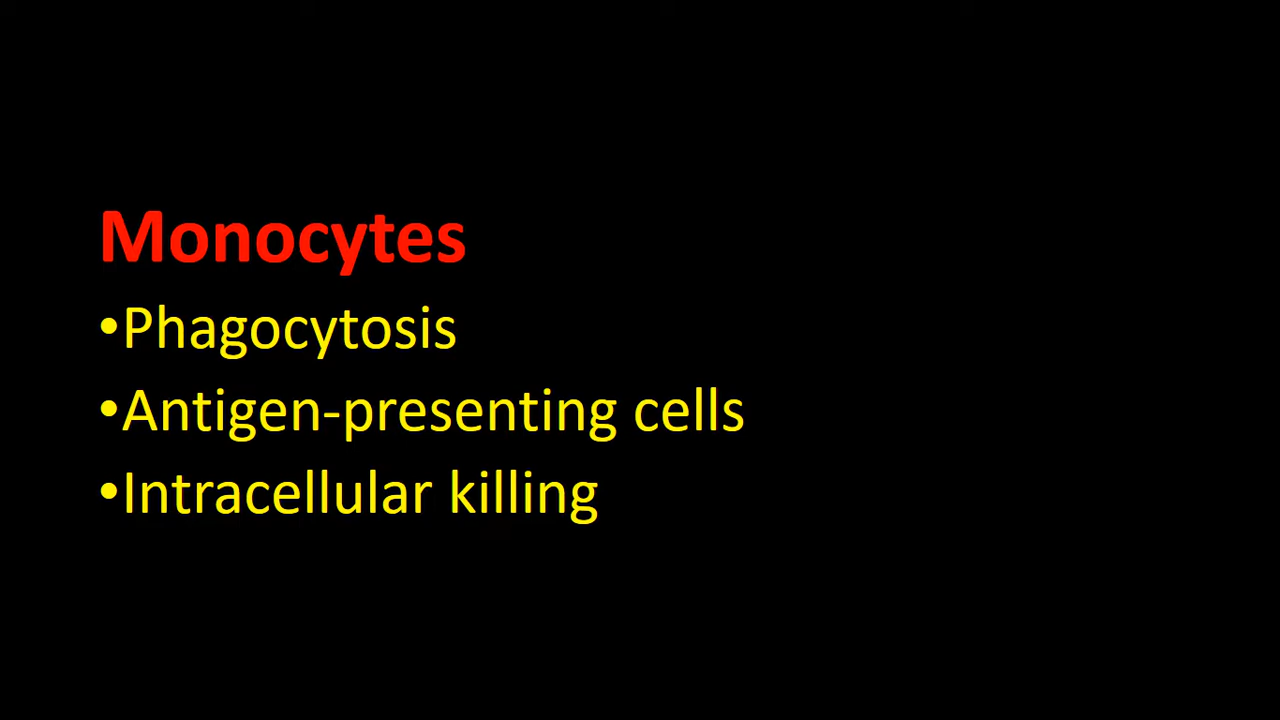 Monocytes
•Phagocytosis
•Antigen-presenting cells
•Intracellular killing